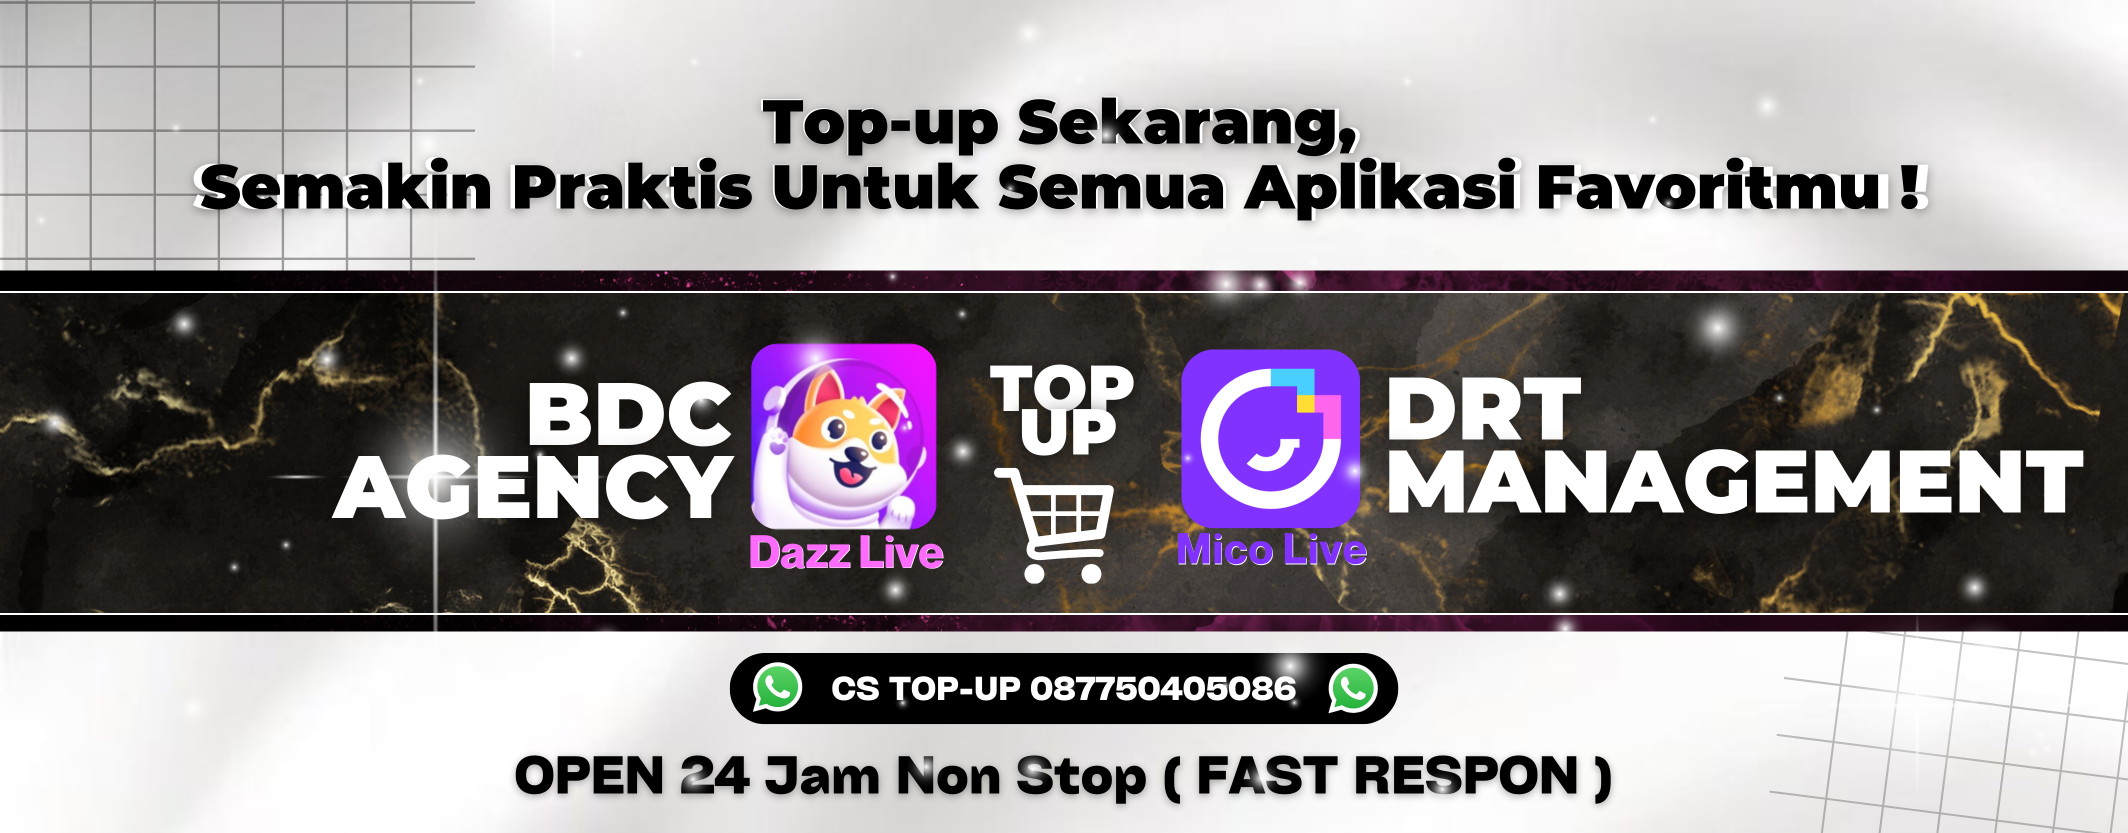 Top-up Sekarang,
Semakin Praktis Untuk Semua Aplikasi Favoritmu !
BDC
AGENCY
Dazz Live
TOP
UP
Mico Live
DRT
MANAGEMENT
CS TOP-UP 087750405086
OPEN 24 Jam Non Stop ( FAST RESPON )